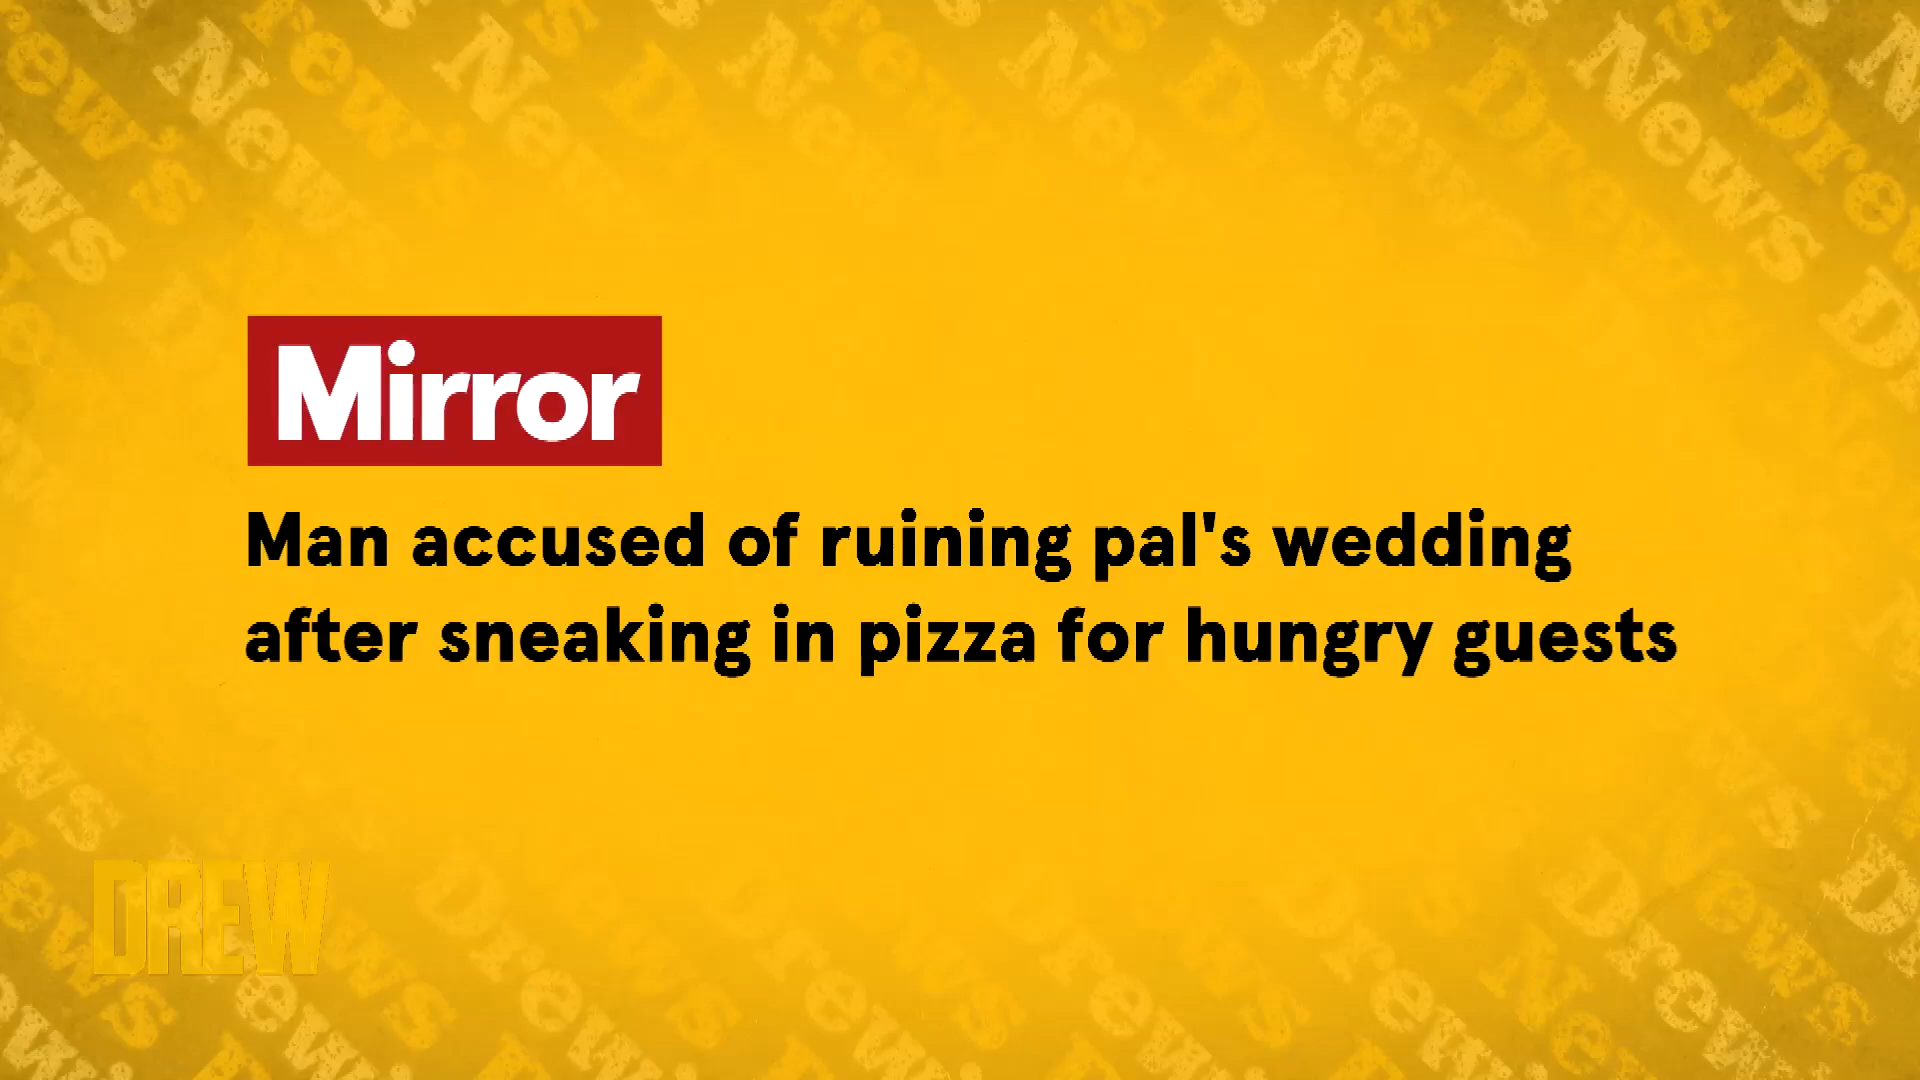 Mirror
Man accused of ruining pal's wedding
after sneaking in pizza for hungry guests
DREW